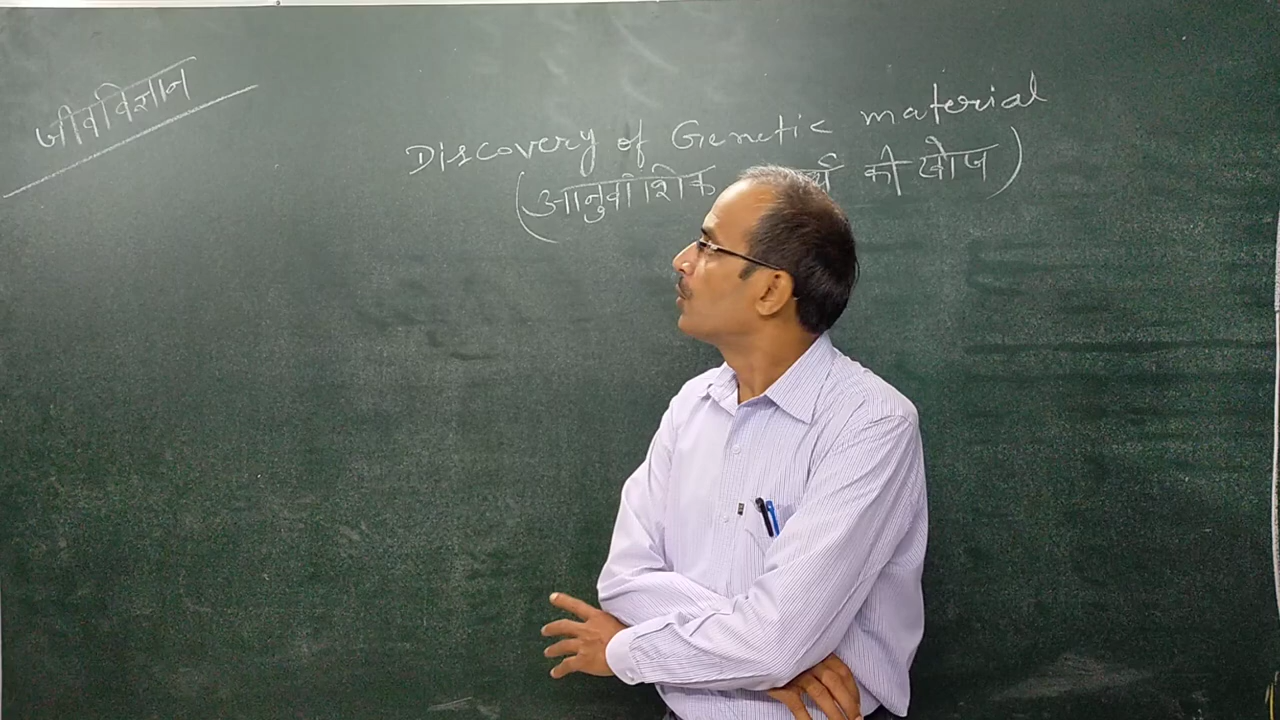 जीवविज्ञान
Discovery of Genetic material
(आनुवांशिक की खोज)